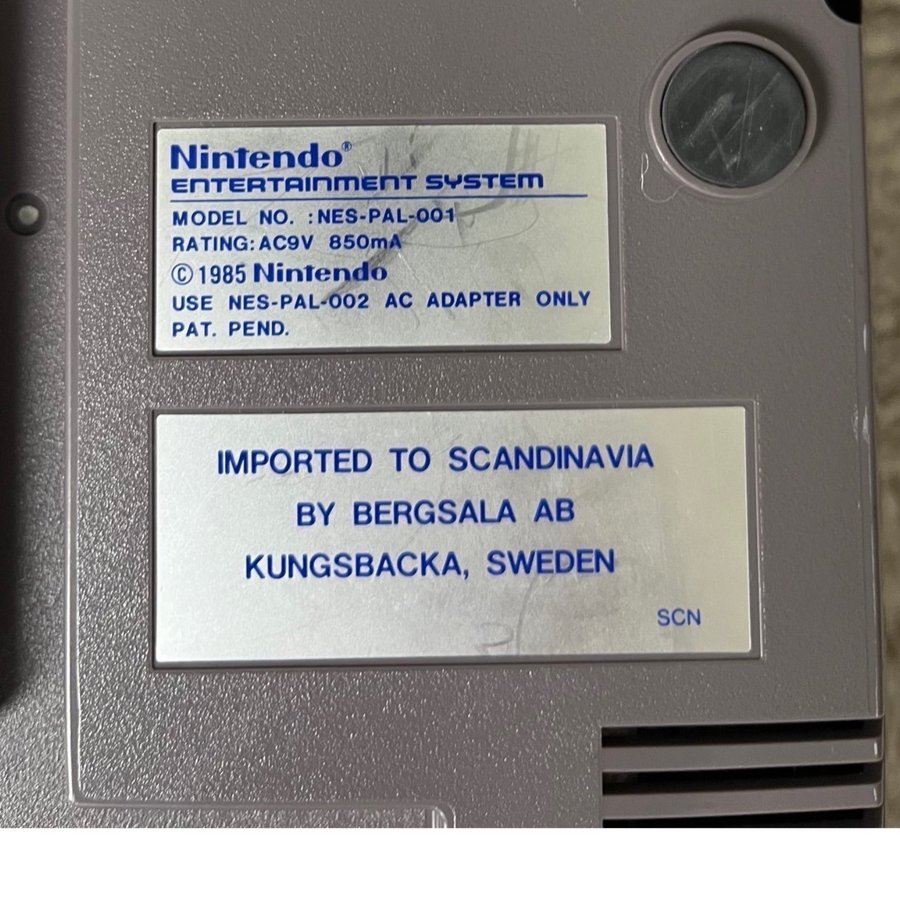 Nintendo®
ENTERTAINMENT SYSTEM
MODEL NO. :NES-PAL-001
RATING:AC9V 850mA
©1985 Nintendo
USE NES-PAL-002 AC ADAPTER ONLY
PAT. PEND.
IMPORTED TO SCANDINAVIA
BY BERGSALA AB
KUNGSBACKA, SWEDEN
SCN